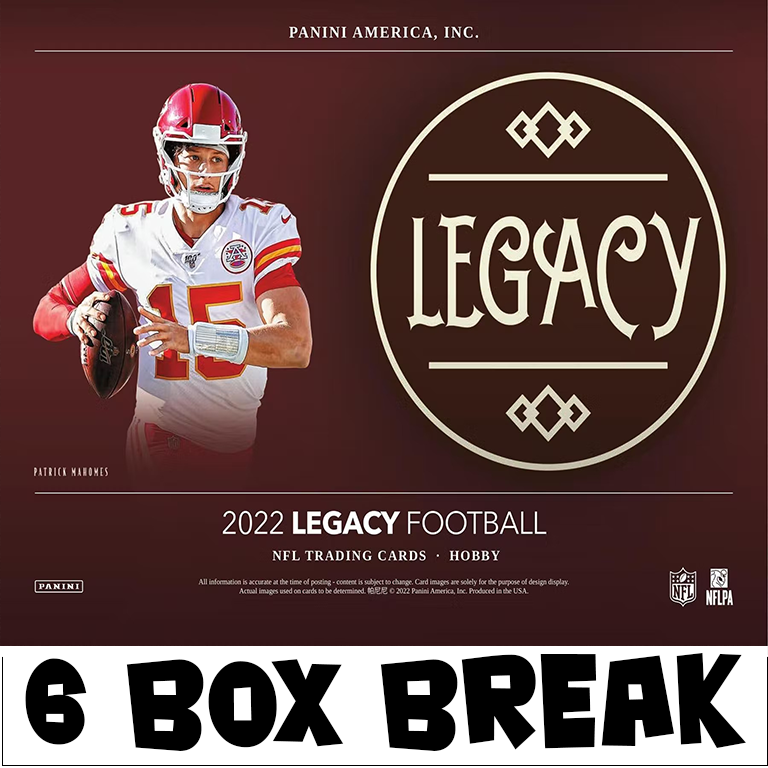 PANINI AMERICA, INC.
LEGACY
15
15
PATRICK MAHOMES
2022 LEGACY FOOTBALL
NFL TRADING CARDS · HOBBY
All information is accurate at the time of posting - content is subject to change. Card images are solely for the purpose of design display.
Actual images used on cards to be determined. 帕尼尼 © 2022 Panini America, Inc. Produced in the USA.
PANINI
NFL
NFLPA
6 BOX BREAK